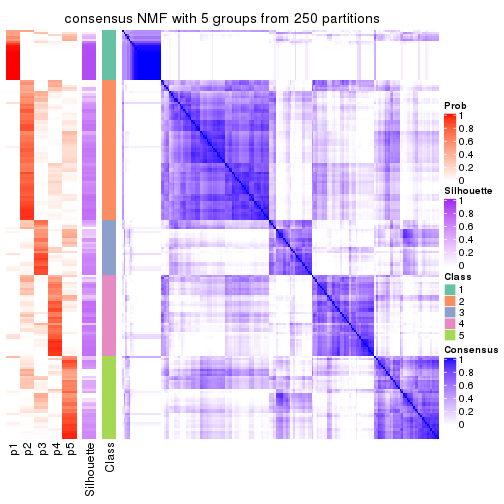 consensus NMF with 5 groups from 250 partitions
Prob
1
0.8
0.6
0.4
0.2
0
Silhouette
1
0.8
0.6
0.4
0.2
0
Class
1
2
3
4
5
Consensus
1
0.8
0.6
0.4
0.2
0
p1
p2
p3
p4
p5
Silhouette
Class